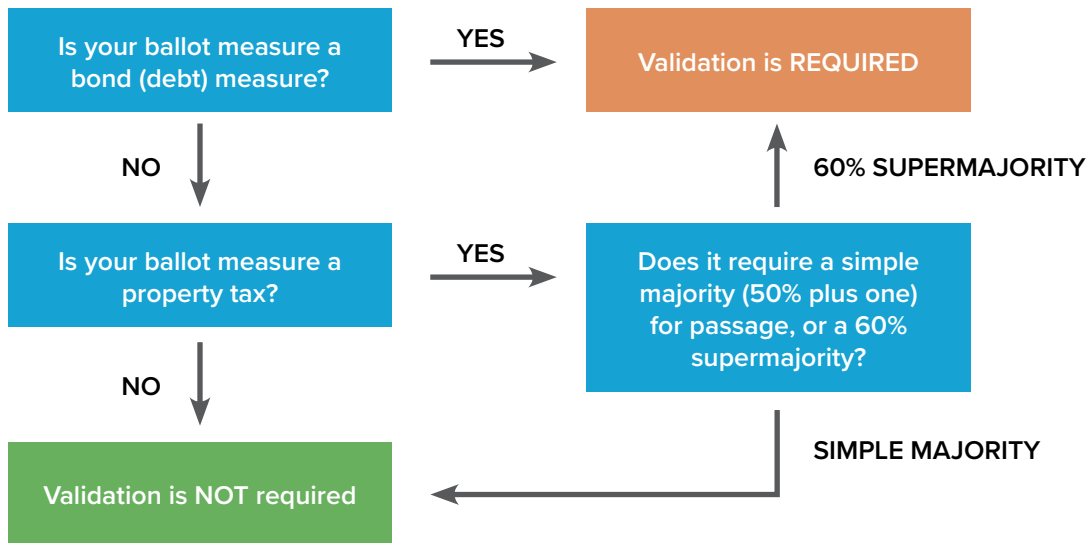 Is your ballot measure a
bond (debt) measure?
YES
Validation is REQUIRED
NO
60% SUPERMAJORITY
Is your ballot measure a
property tax?
YES
Does it require a simple
majority (50% plus one)
for passage, or a 60%
supermajority?
NO
SIMPLE MAJORITY
Validation is NOT required